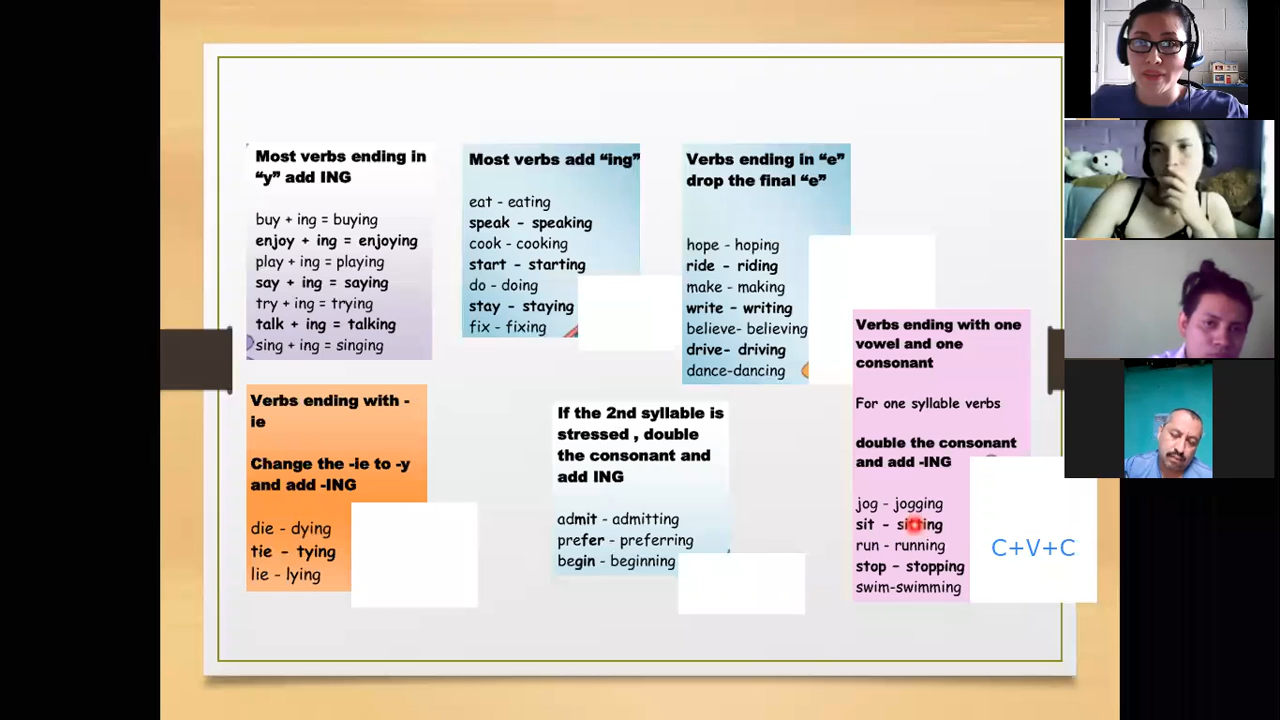 Most verbs ending in
“y” add ING
buy + ing = buying
enjoy + ing = enjoying
play + ing = playing
say + ing = saying
try + ing = trying
talk + ing = talking
sing + ing = singing
Most verbs add “ing”
eat - eating
speak - speaking
cook - cooking
start - starting
do - doing
stay - staying
fix - fixing
Verbs ending in “e”
drop the final “e”
hope - hoping
ride - riding
make - making
write - writing
believe- believing
drive- driving
dance-dancing
Verbs ending with -
ie
Change the -ie to -y
and add -ING
die - dying
tie - tying
lie - lying
If the 2nd syllable is
stressed , double
the consonant and
add ING
admit - admitting
prefer - preferring
begin - beginning
Verbs ending with one
vowel and one
consonant
For one syllable verbs
double the consonant
and add -ING
jog - jogging
sit - sitting
run - running
stop - stopping
swim-swimming
C+V+C